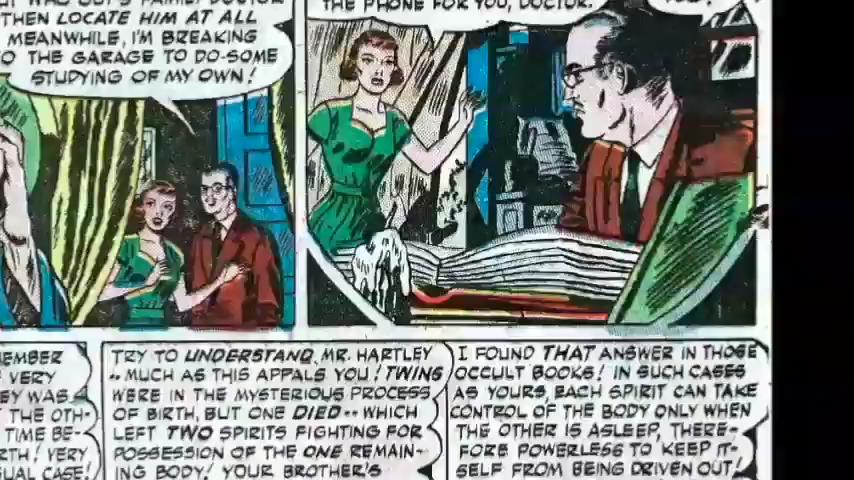 THEN LOCATE HIM AT ALL
MEANWHILE, I'M BREAKING
O THE GARAGE TO DO-SOME
STUDYING OF MY OWN!
THE PHONE FOR YOU, DOCTOR.
EMBER
VERY
EY WAS
THE OTH-
TIME BE-
RTH! VERY
UAL CASE!
TRY TO UNDERSTAND, MR. HARTLEY
-- MUCH AS THIS APPALS YOU! TWINS
WERE IN THE MYSTERIOUS PROCESS
OF BIRTH, BUT ONE DIED -- WHICH
LEFT TWO SPIRITS FIGHTING FOR
POSSESSION OF THE ONE REMAIN-
ING BODY! YOUR BROTHER'S
I FOUND THAT ANSWER IN THOSE
OCCULT BOOKS! IN SUCH CASES
AS YOURS, EACH SPIRIT CAN TAKE
CONTROL OF THE BODY ONLY WHEN
THE OTHER IS ASLEEP, THERE-
FORE POWERLESS TO KEEP IT-
SELF FROM BEING DRIVEN OUT!